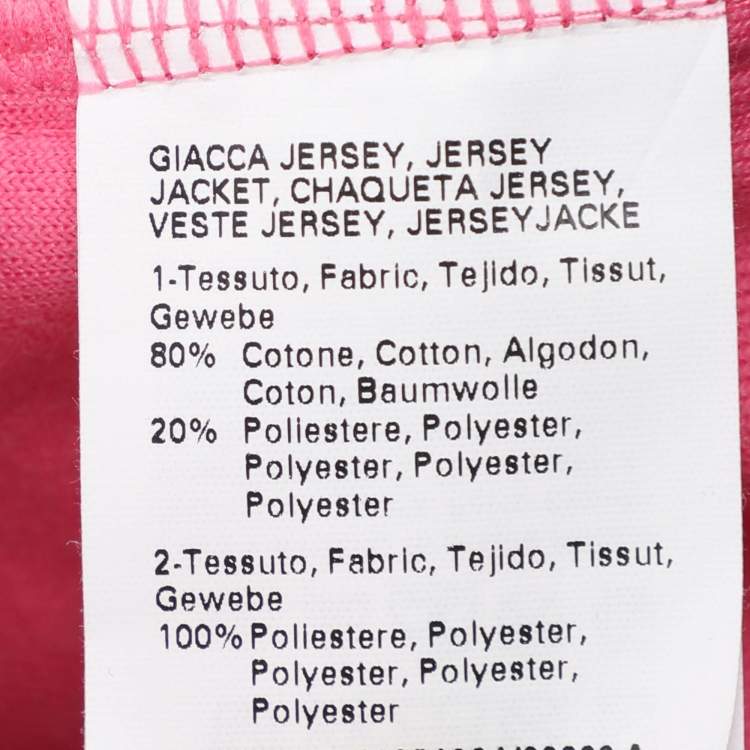 GIACCA JERSEY, JERSEY
JACKET, CHAQUETA JERSEY,
VESTE JERSEY, JERSEYJACKE
1-Tessuto, Fabric, Tejido, Tissut,
Gewebe
80% Cotone, Cotton, Algodon,
Coton, Baumwolle
20% Poliestere, Polyester,
Polyester, Polyester,
Polyester
2-Tessuto, Fabric, Tejido, Tissut,
Gewebe
100% Poliestere, Polyester,
Polyester, Polyester,
Polyester